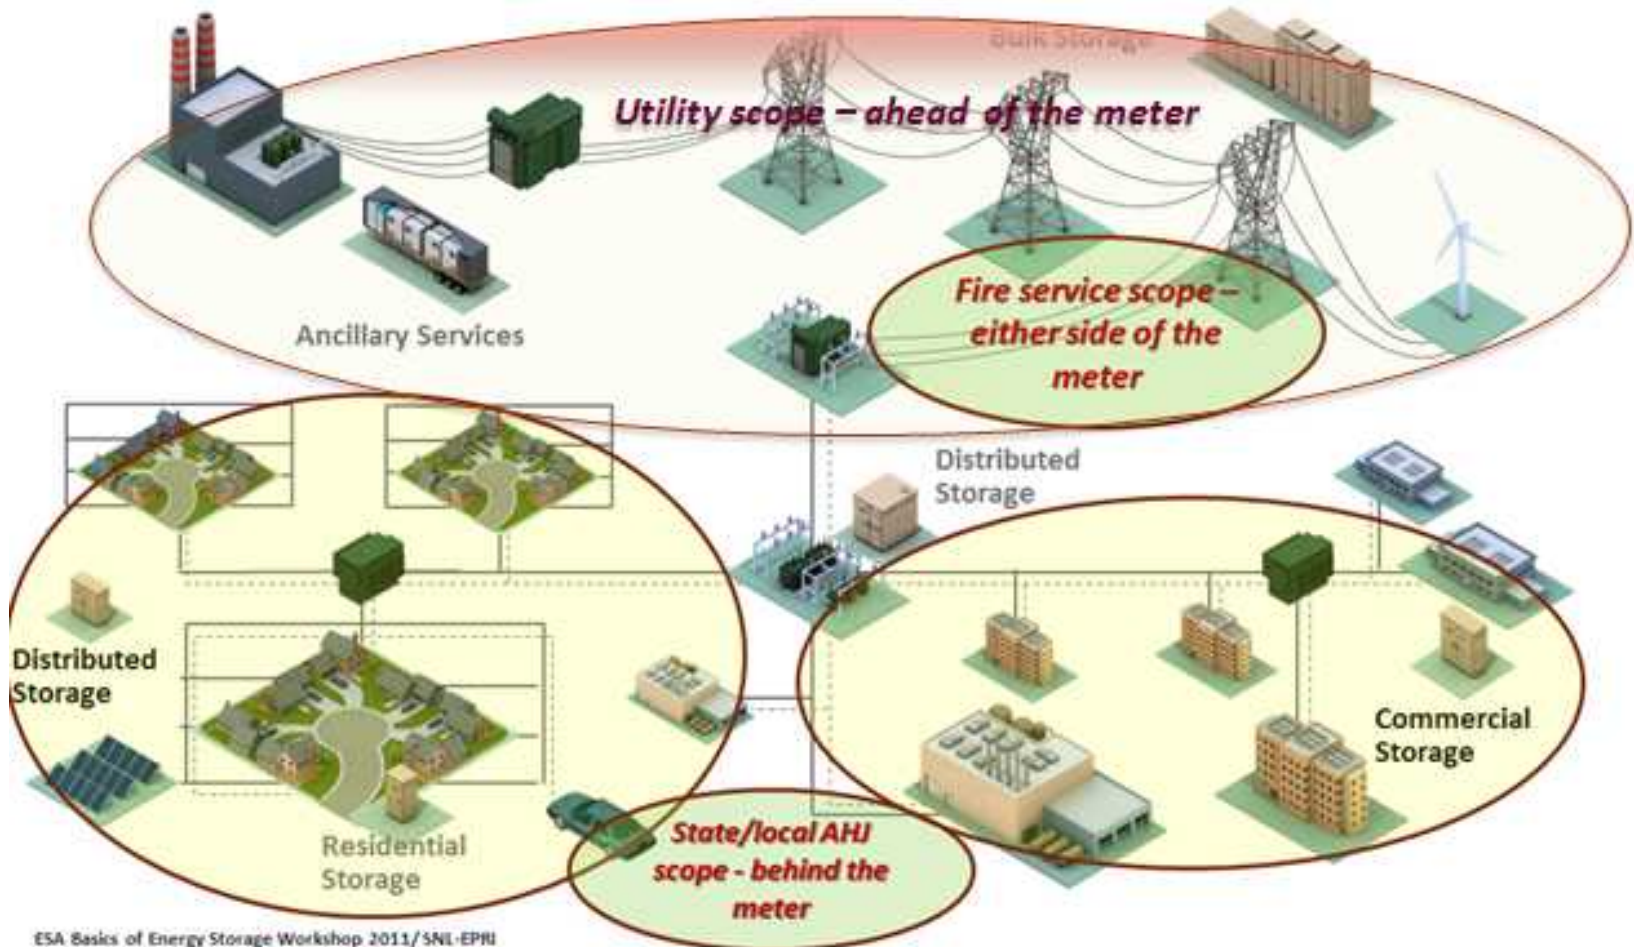 Bulk Storage
Utility scope – ahead of the meter
Ancillary Services
Fire service scope –
either side of the
meter
Distributed
Storage
Distributed
Storage
Commercial
Storage
Residential
Storage
State/local AHJ
scope - behind the
meter
ESA Basics of Energy Storage Workshop 2011/SNL-EPRI